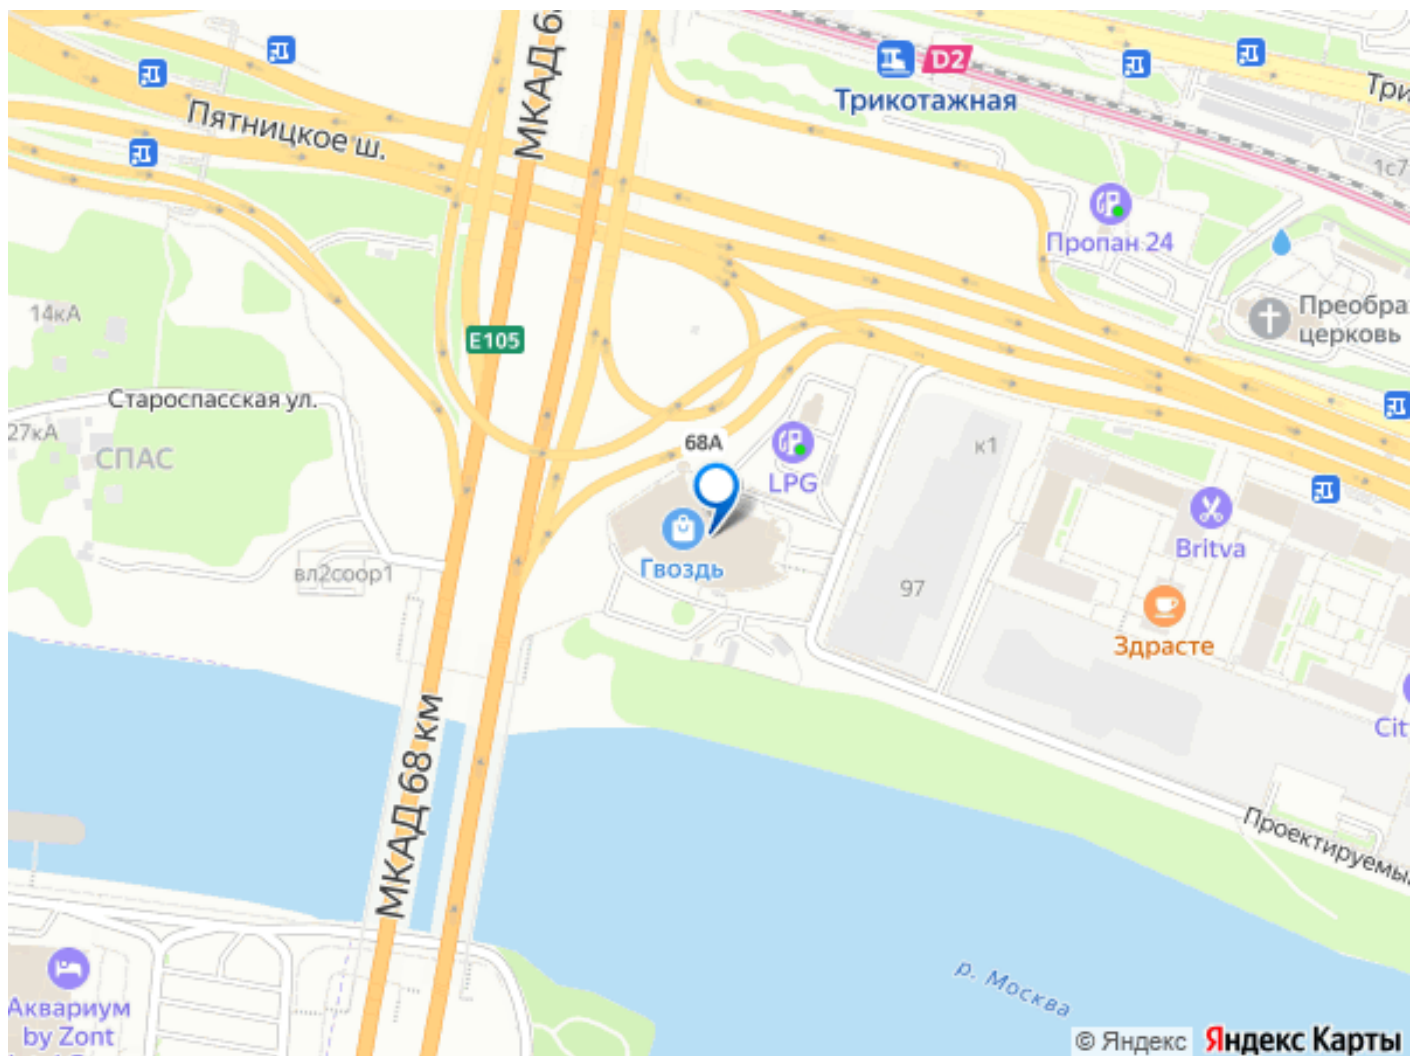 МКАД 6
D2
Трикотажная
Три
Пятницкое ш.
1с7
Пропан 24
Преобра
церковь
14кА
E105
Староспасская ул.
27кА
СПАС
68А
к1
LPG
Britva
Гвоздь
вл2соор1
97
Здрасте
Cit
МКАД 68 км
Проектируемы
р. Москва
Аквариум
by Zont
© Яндекс Яндекс Карты